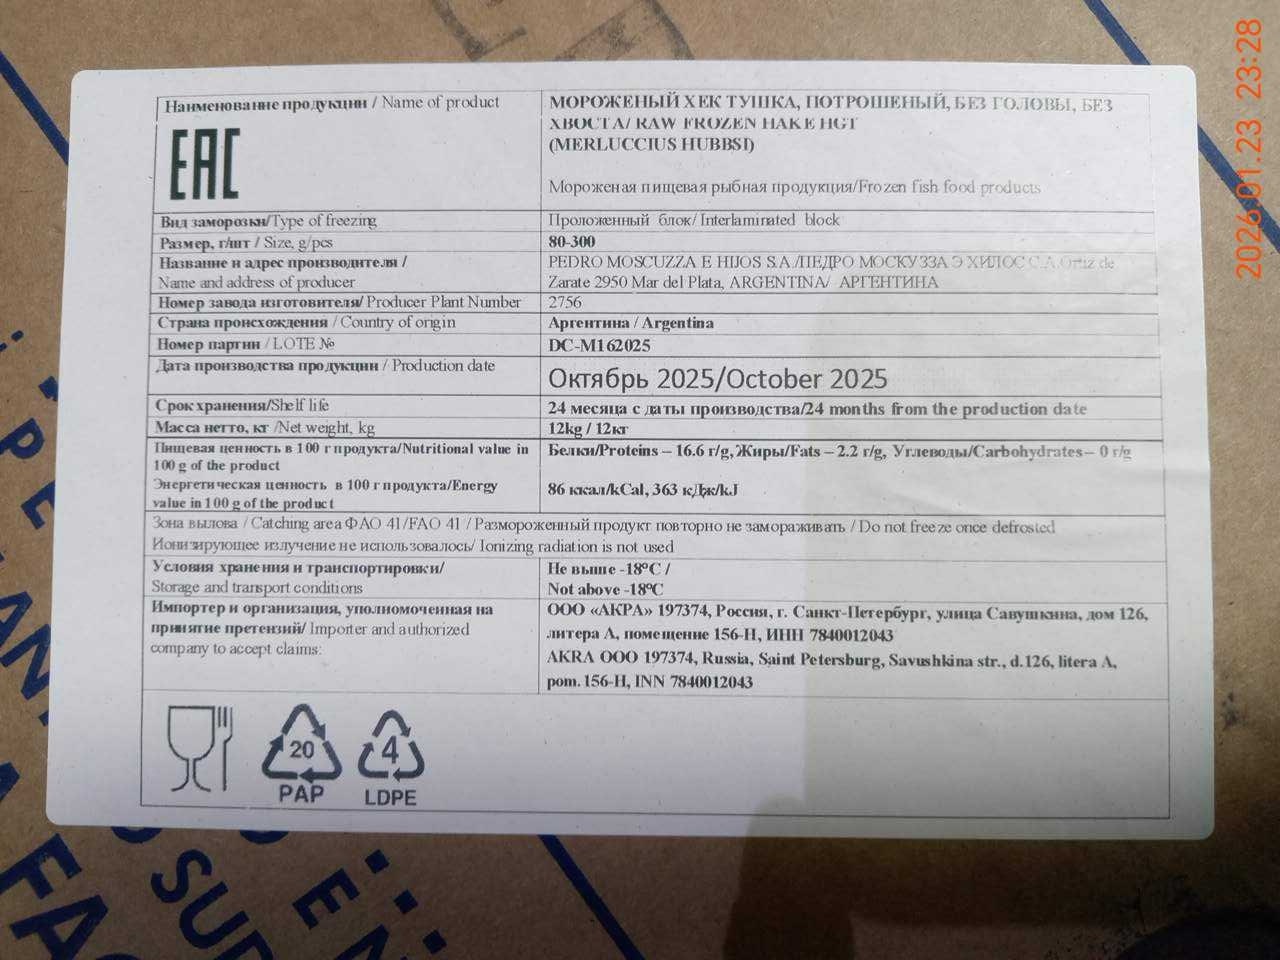 2026.01.23 23:28
Наименование продукции / Name of product
EAC
МОРОЖЕНЫЙ ХЕК ТУШКА, ПОТРОШЕНЫЙ, БЕЗ ГОЛОВЫ, БЕЗ
ХВОСТА/ RAW FROZEN HAKE HGT
(MERLUCCIUS HUBBSI)
Мороженая пищевая рыбная продукция/Frozen fish food products
Вид заморозки/Type of freezing
Проложенный блок/ Interlaminated block
Размер, г/шт / Size, g/pcs
80-300
Название и адрес производителя /
Name and address of producer
PEDRO MOSCUZZA E HIJOS S.A./ПЕДРО МОСКУЗЗА Э ХИЛОС С.А.Ortiz de
Zarate 2950 Mar del Plata, ARGENTINA/ АРГЕНТИНА
Номер завода изготовителя/ Producer Plant Number
2756
Страна происхождения / Country of origin
Аргентина / Argentina
Номер партии / LOTE №
DC-M162025
Дата производства продукции / Production date
Октябрь 2025/October 2025
Срок хранения/Shelf life
24 месяца с даты производства/24 months from the production date
Масса нетто, кг /Net weight, kg
12kg / 12кг
Пищевая ценность в 100 г продукта/Nutritional value in
100 g of the product
Белки/Proteins – 16.6 г/g, Жиры/Fats – 2.2 г/g, Углеводы/Carbohydrates – 0 г/g
Энергетическая ценность в 100 г продукта/Energy
value in 100 g of the product
86 ккал/kCal, 363 кДж/kJ
Зона вылова / Catching area ФАО 41/FAO 41 / Размороженный продукт повторно не замораживать / Do not freeze once defrosted
Ионизирующее излучение не использовалось/ Ionizing radiation is not used
Условия хранения и транспортировки/
Storage and transport conditions
Не выше -18°C /
Not above -18°C
Импортер и организация, уполномоченная на
принятие претензий/ Importer and authorized
company to accept claims:
ООО «АКРА» 197374, Россия, г. Санкт-Петербург, улица Савушкина, дом 126,
литера А, помещение 156-Н, ИНН 7840012043
AKRA OOO 197374, Russia, Saint Petersburg, Savushkina str., d.126, litera A,
pom. 156-H, INN 7840012043
20
PAP
4
LDPE